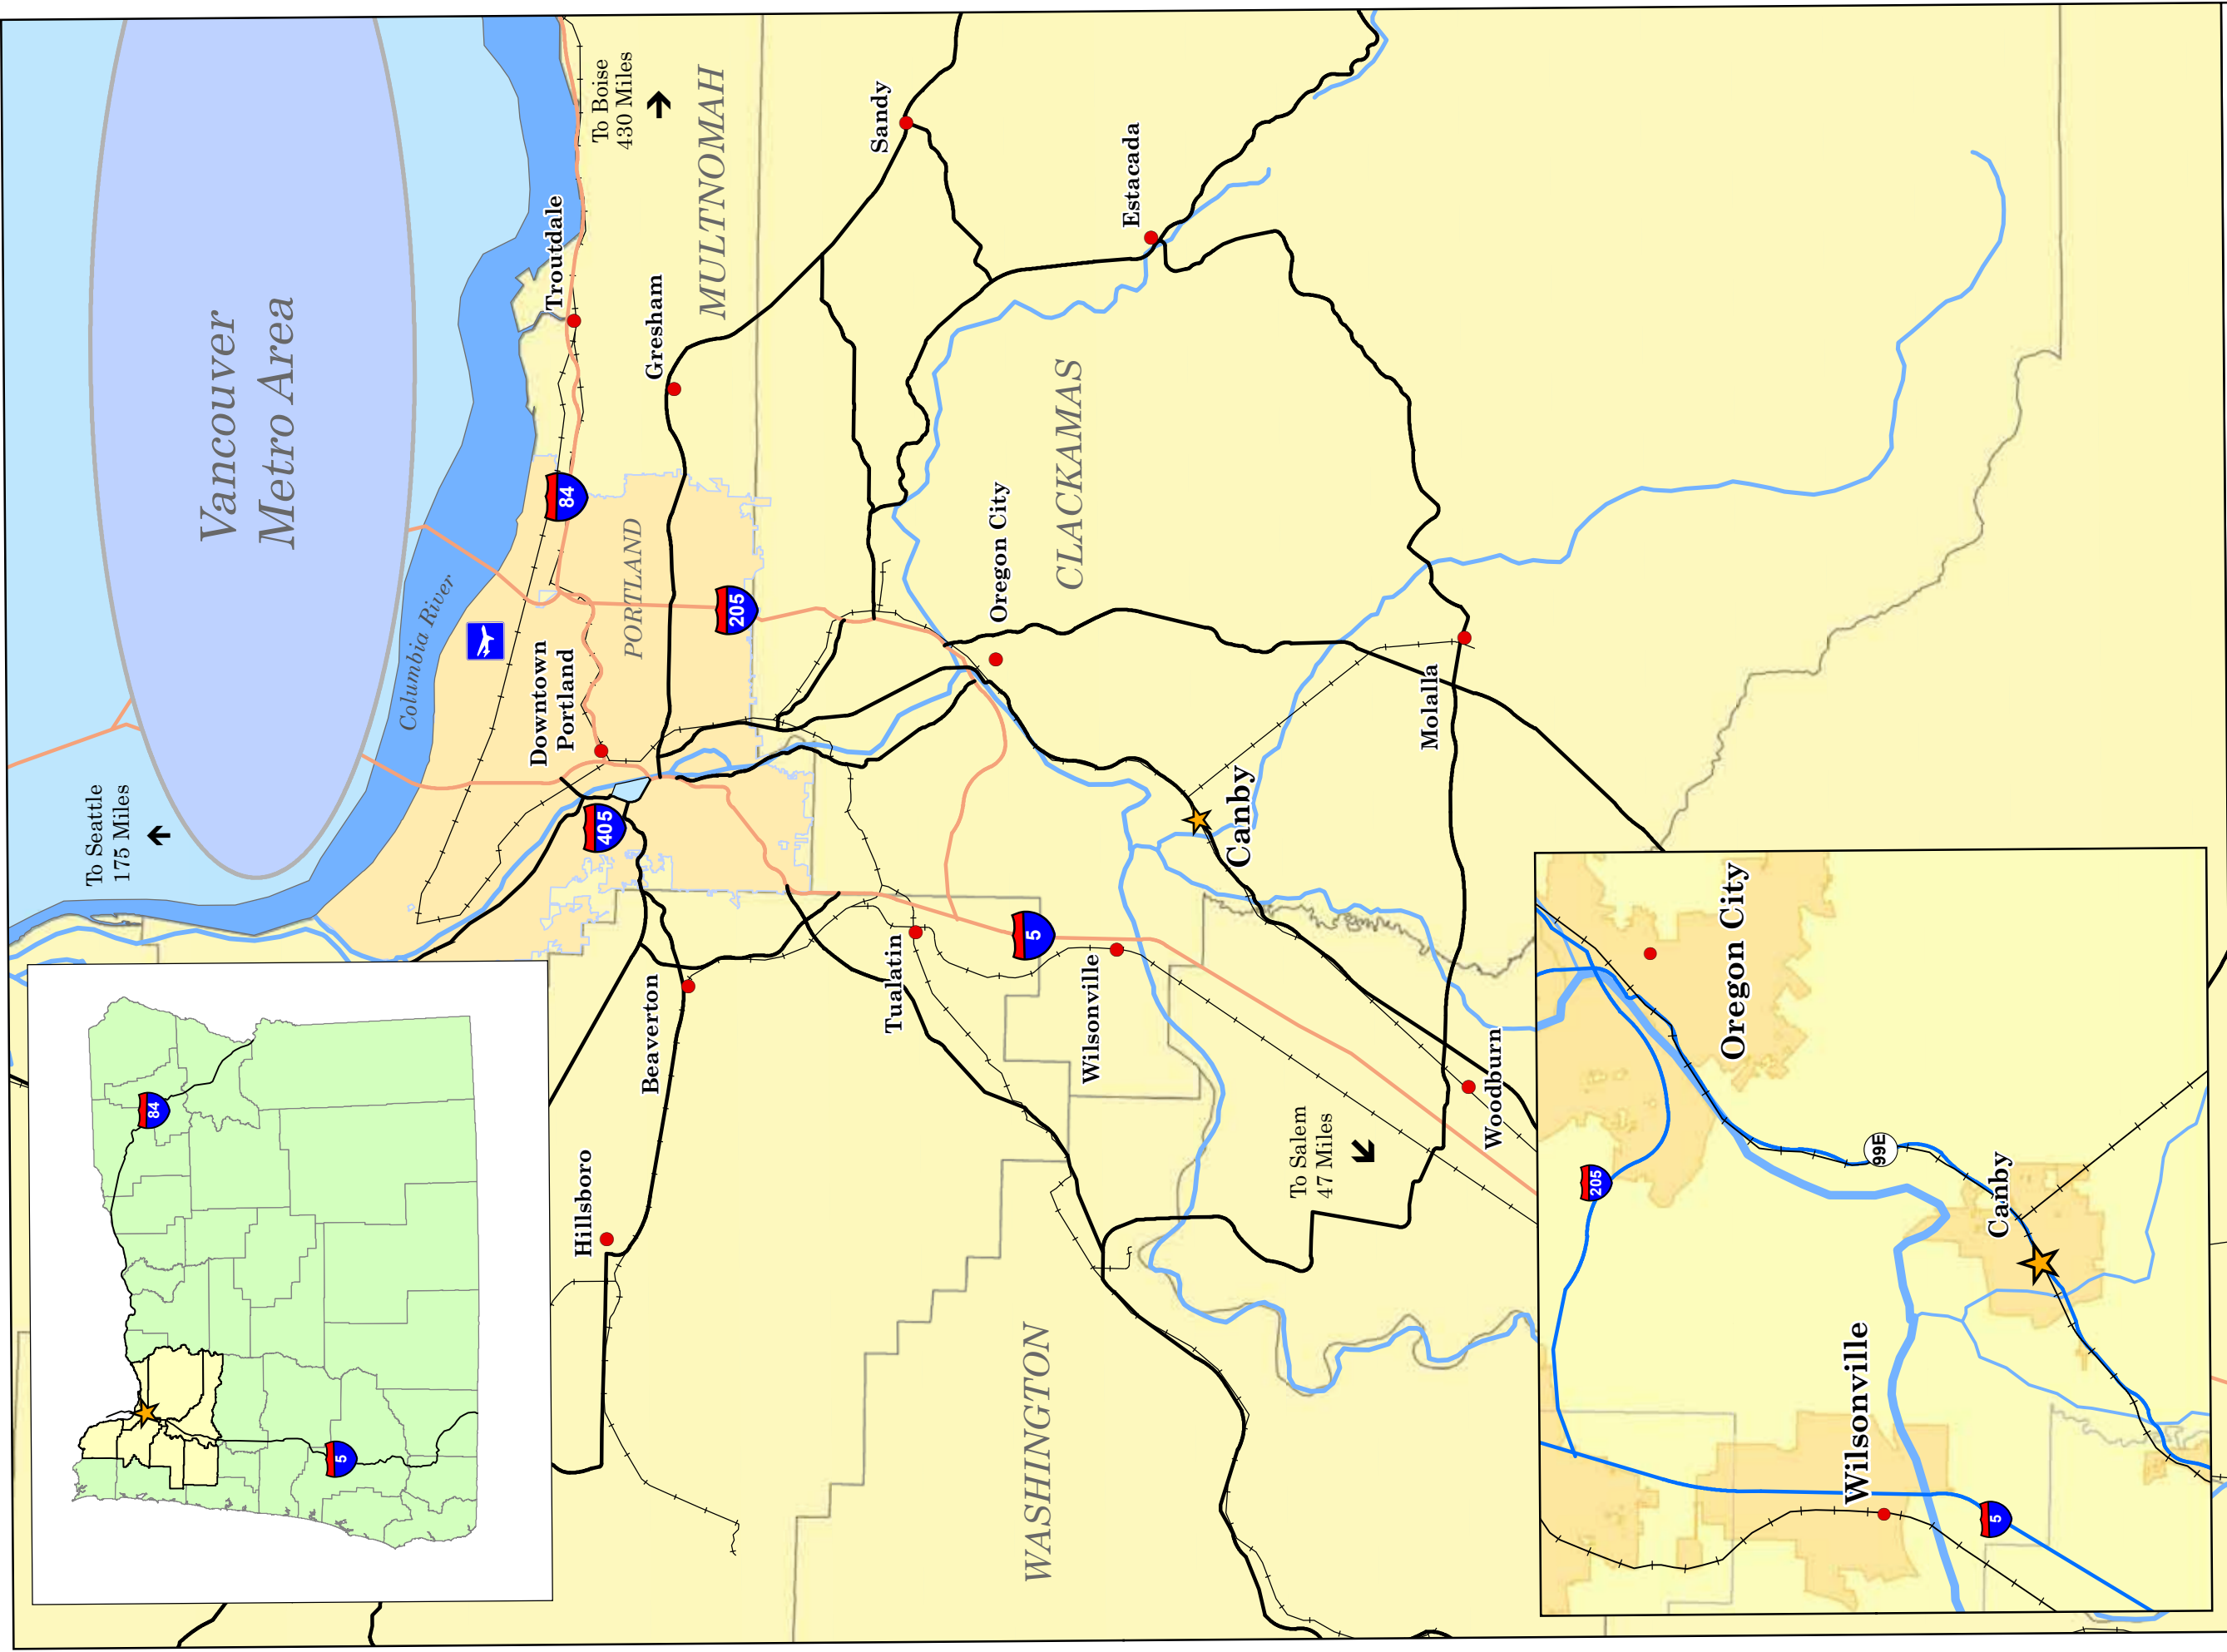 Vancouver
Metro Area
To Seattle
175 Miles
Columbia River
To Boise
430 Miles
Troutdale
84
Gresham
MULTNOMAH
Sandy
Estacada
PORTLAND
205
Downtown
Portland
405
Oregon City
CLACKAMAS
Molalla
Canby
Beaverton
Tualatin
5
Wilsonville
Woodburn
To Salem
47 Miles
Hillsboro
WASHINGTON
84
5
Oregon City
205
99E
Canby
Wilsonville
5